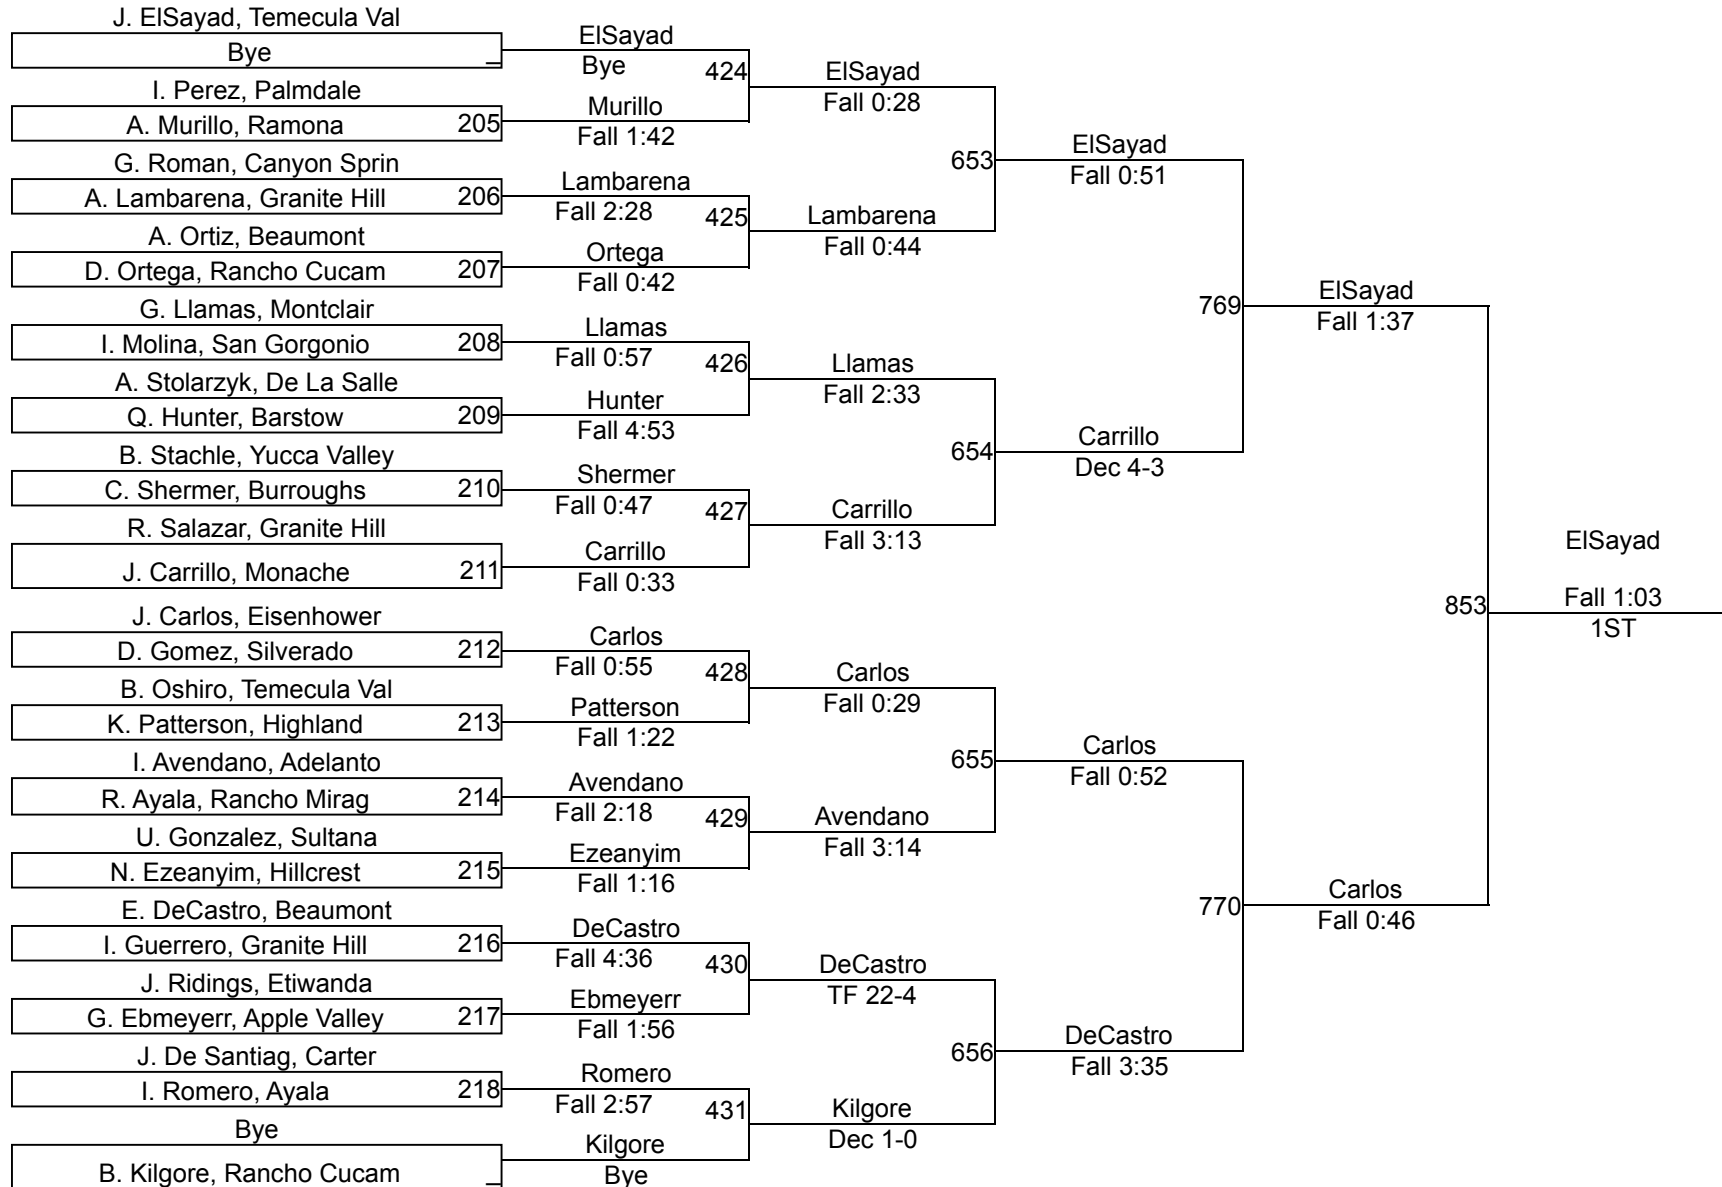 J. ElSayad, Temecula Val
Bye _
I. Perez, Palmdale
A. Murillo, Ramona 205
G. Roman, Canyon Sprin
A. Lambarena, Granite Hill 206
A. Ortiz, Beaumont
D. Ortega, Rancho Cucam 207
G. Llamas, Montclair
I. Molina, San Gorgonio 208
A. Stolarzyk, De La Salle
Q. Hunter, Barstow 209
B. Stachle, Yucca Valley
C. Shermer, Burroughs 210
R. Salazar, Granite Hill
J. Carrillo, Monache 211
J. Carlos, Eisenhower
D. Gomez, Silverado 212
B. Oshiro, Temecula Val
K. Patterson, Highland 213
I. Avendano, Adelanto
R. Ayala, Rancho Mirag 214
U. Gonzalez, Sultana
N. Ezeanyim, Hillcrest 215
E. DeCastro, Beaumont
I. Guerrero, Granite Hill 216
J. Ridings, Etiwanda
G. Ebmeyerr, Apple Valley 217
J. De Santiag, Carter
I. Romero, Ayala 218
Bye
B. Kilgore, Rancho Cucam _
ElSayad
Bye
424
Murillo
Fall 1:42
Lambarena
Fall 2:28
425
Ortega
Fall 0:42
Llamas
Fall 0:57
426
Hunter
Fall 4:53
Shermer
Fall 0:47
427
Carrillo
Fall 0:33
Carlos
Fall 0:55
428
Patterson
Fall 1:22
Avendano
Fall 2:18
429
Ezeanyim
Fall 1:16
DeCastro
Fall 4:36
430
Ebmeyerr
Fall 1:56
Romero
Fall 2:57
431
Kilgore
Bye
ElSayad
Fall 0:28
653
Lambarena
Fall 0:44
Llamas
Fall 2:33
654
Carrillo
Fall 3:13
Carlos
Fall 0:29
655
Avendano
Fall 3:14
DeCastro
TF 22-4
656
Kilgore
Dec 1-0
ElSayad
Fall 0:51
769
Carrillo
Dec 4-3
Carlos
Fall 0:52
770
DeCastro
Fall 3:35
ElSayad
Fall 1:37
853
Carlos
Fall 0:46
ElSayad
Fall 1:03
1ST